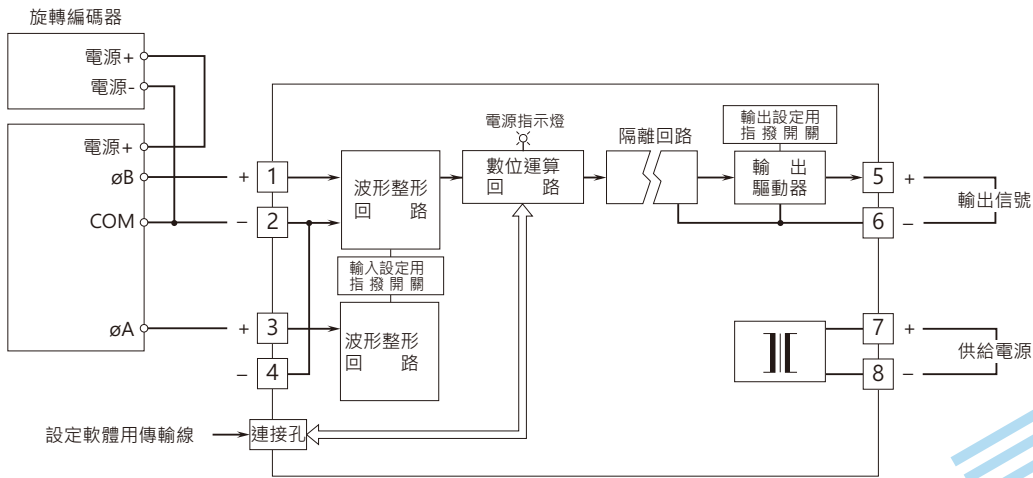 旋轉編碼器
電源+
電源-
電源+
øB
COM
øA
+ 1
− 2
+ 3
− 4
波形整形
回 路
輸入設定用
指撥開關
波形整形
回 路
電源指示燈
數位運算
回 路
隔離回路
輸出設定用
指撥開關
輸 出
驅動器
5 +
6 −
輸出信號
7 +
8 −
供給電源
設定軟體用傳輸線
連接孔